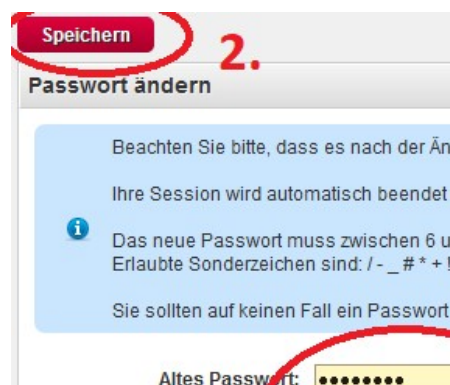 Speichern
2.
Passwort ändern
Beachten Sie bitte, dass es nach der Än
Ihre Session wird automatisch beendet
Das neue Passwort muss zwischen 6 u
Erlaubte Sonderzeichen sind: / - _ # * + !
Sie sollten auf keinen Fall ein Passwort
Altes Passwort: ●●●●●●●●